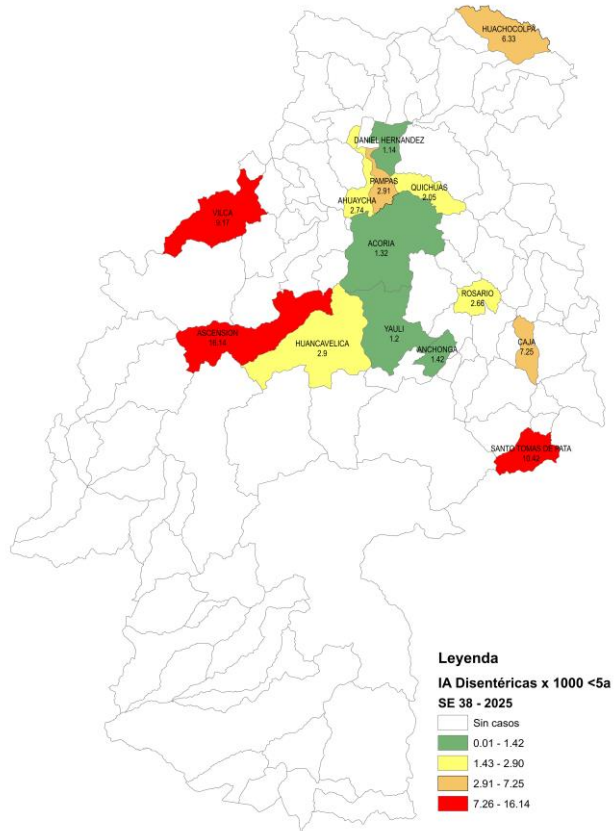 HUACHOCOLPA
6.33
DANIEL HERNANDEZ
1.14
PAMPAS
2.91
QUICHUAS
2.05
AHUAYCHA
2.74
VILCA
9.17
ACORIA
1.32
ROSARIO
2.66
ASCENSION
16.14
HUANCAVELICA
2.9
YAULI
1.2
ANCHONGA
1.42
CAJA
7.25
SANTO TOMAS DE PATA
Leyenda
IA Disentéricas x 1000 <5a
SE 38 - 2025
Sin casos
0.01 - 1.42
1.43 - 2.90
2.91 - 7.25
7.26 - 16.14